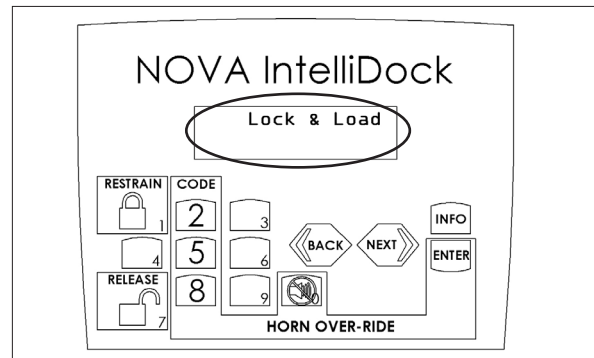 NOVA IntelliDock
Lock & Load
RESTRAIN
1
CODE
2
3
4
5
6
BACK
NEXT
INFO
ENTER
RELEASE
7
8
9
0
HORN OVER-RIDE